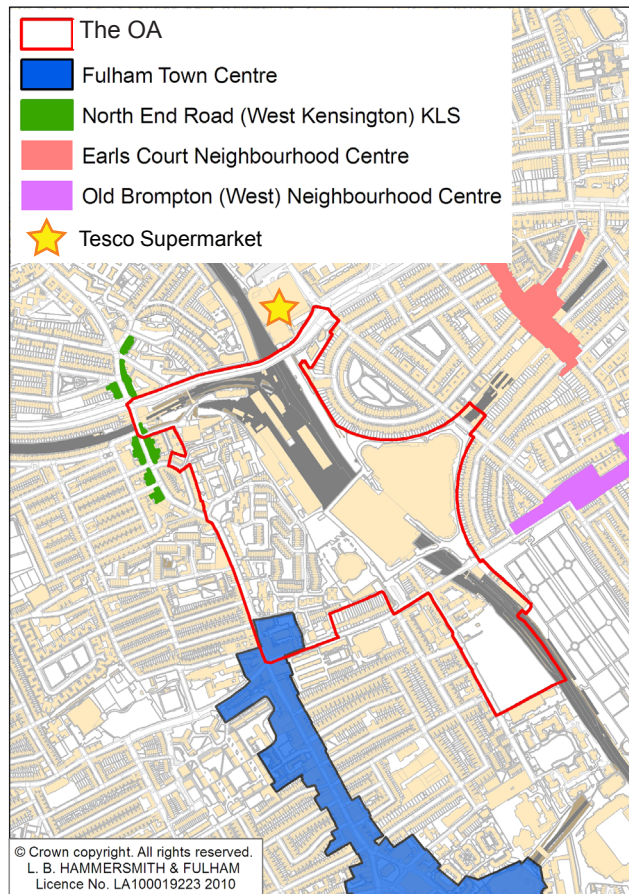 The OA
Fulham Town Centre
North End Road (West Kensington) KLS
Earls Court Neighbourhood Centre
Old Brompton (West) Neighbourhood Centre
Tesco Supermarket
© Crown copyright. All rights reserved.
L. B. HAMMERSMITH & FULHAM
Licence No. LA100019223 2010